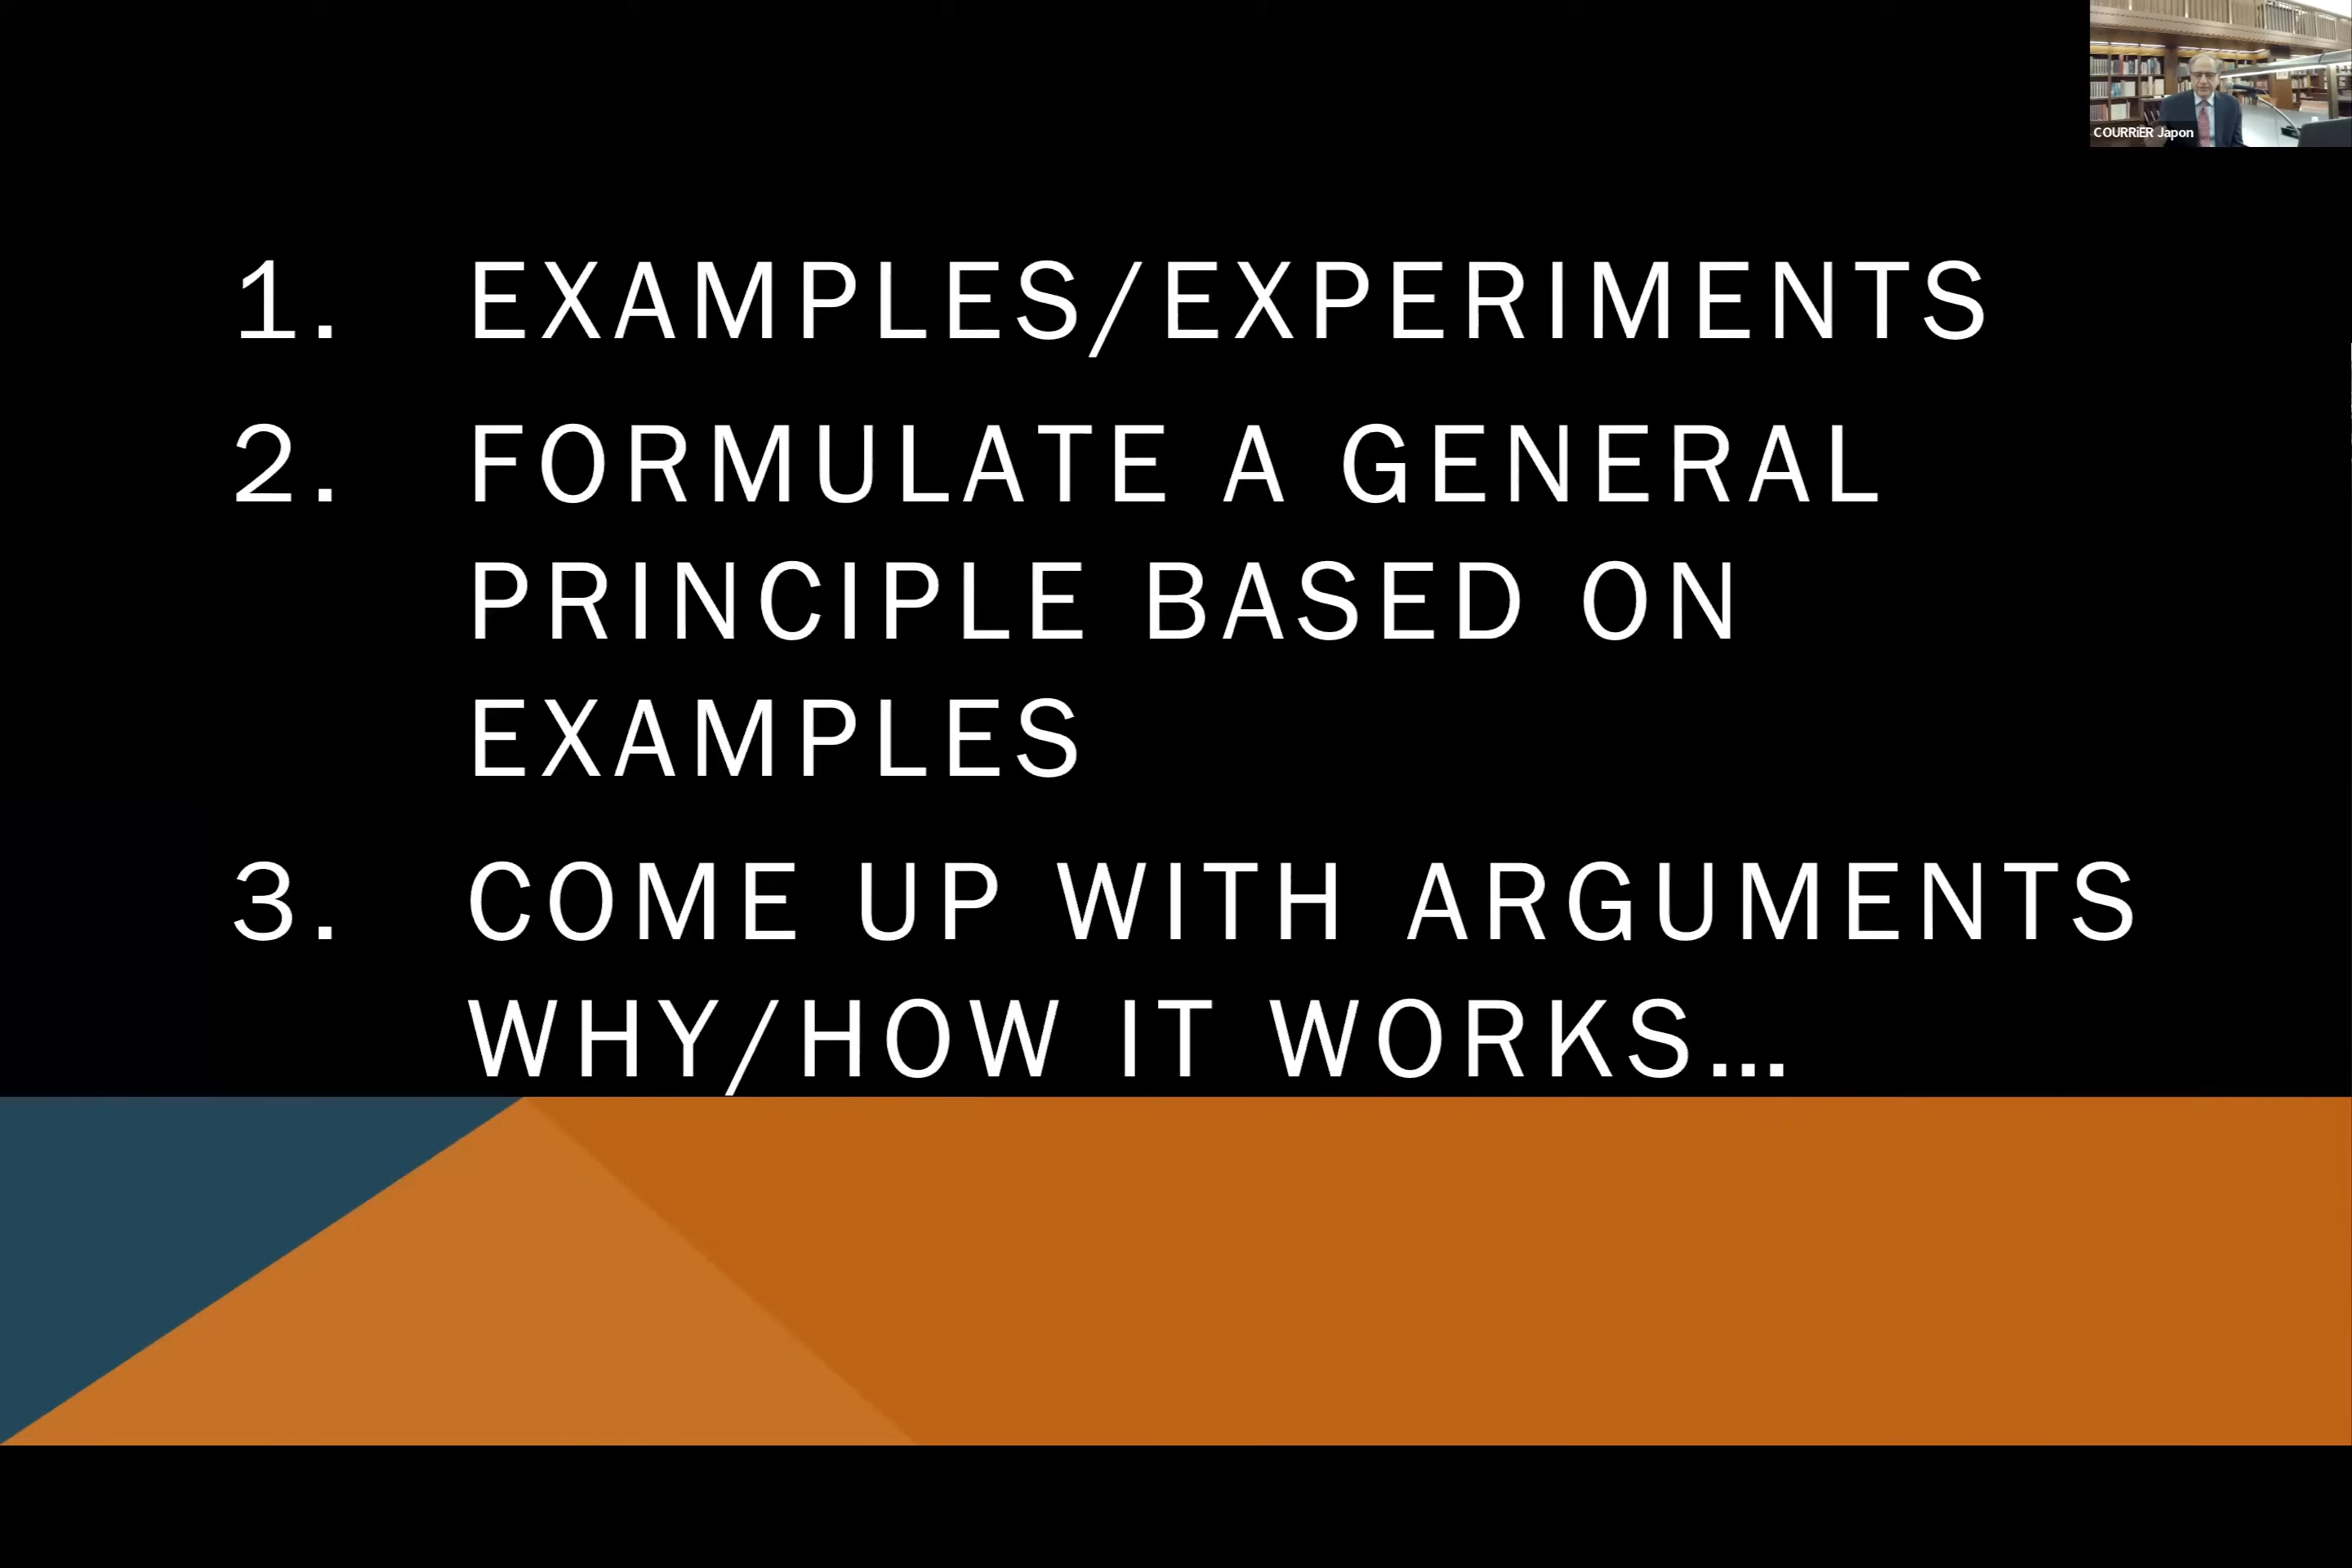 COURRiER Japon
1. EXAMPLES/EXPERIMENTS
2. FORMULATE A GENERAL
PRINCIPLE BASED ON
EXAMPLES
3. COME UP WITH ARGUMENTS
WHY/HOW IT WORKS...